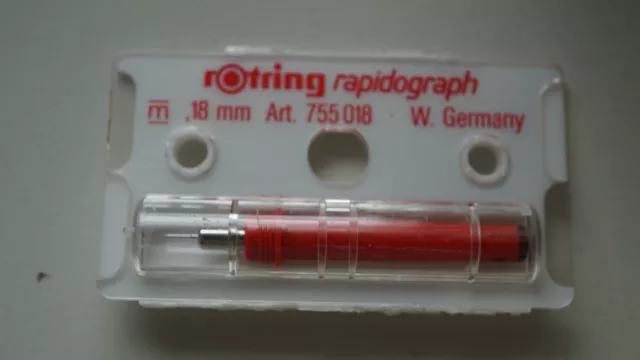 rotring rapidograph
m .18 mm Art. 755 018 · W. Germany